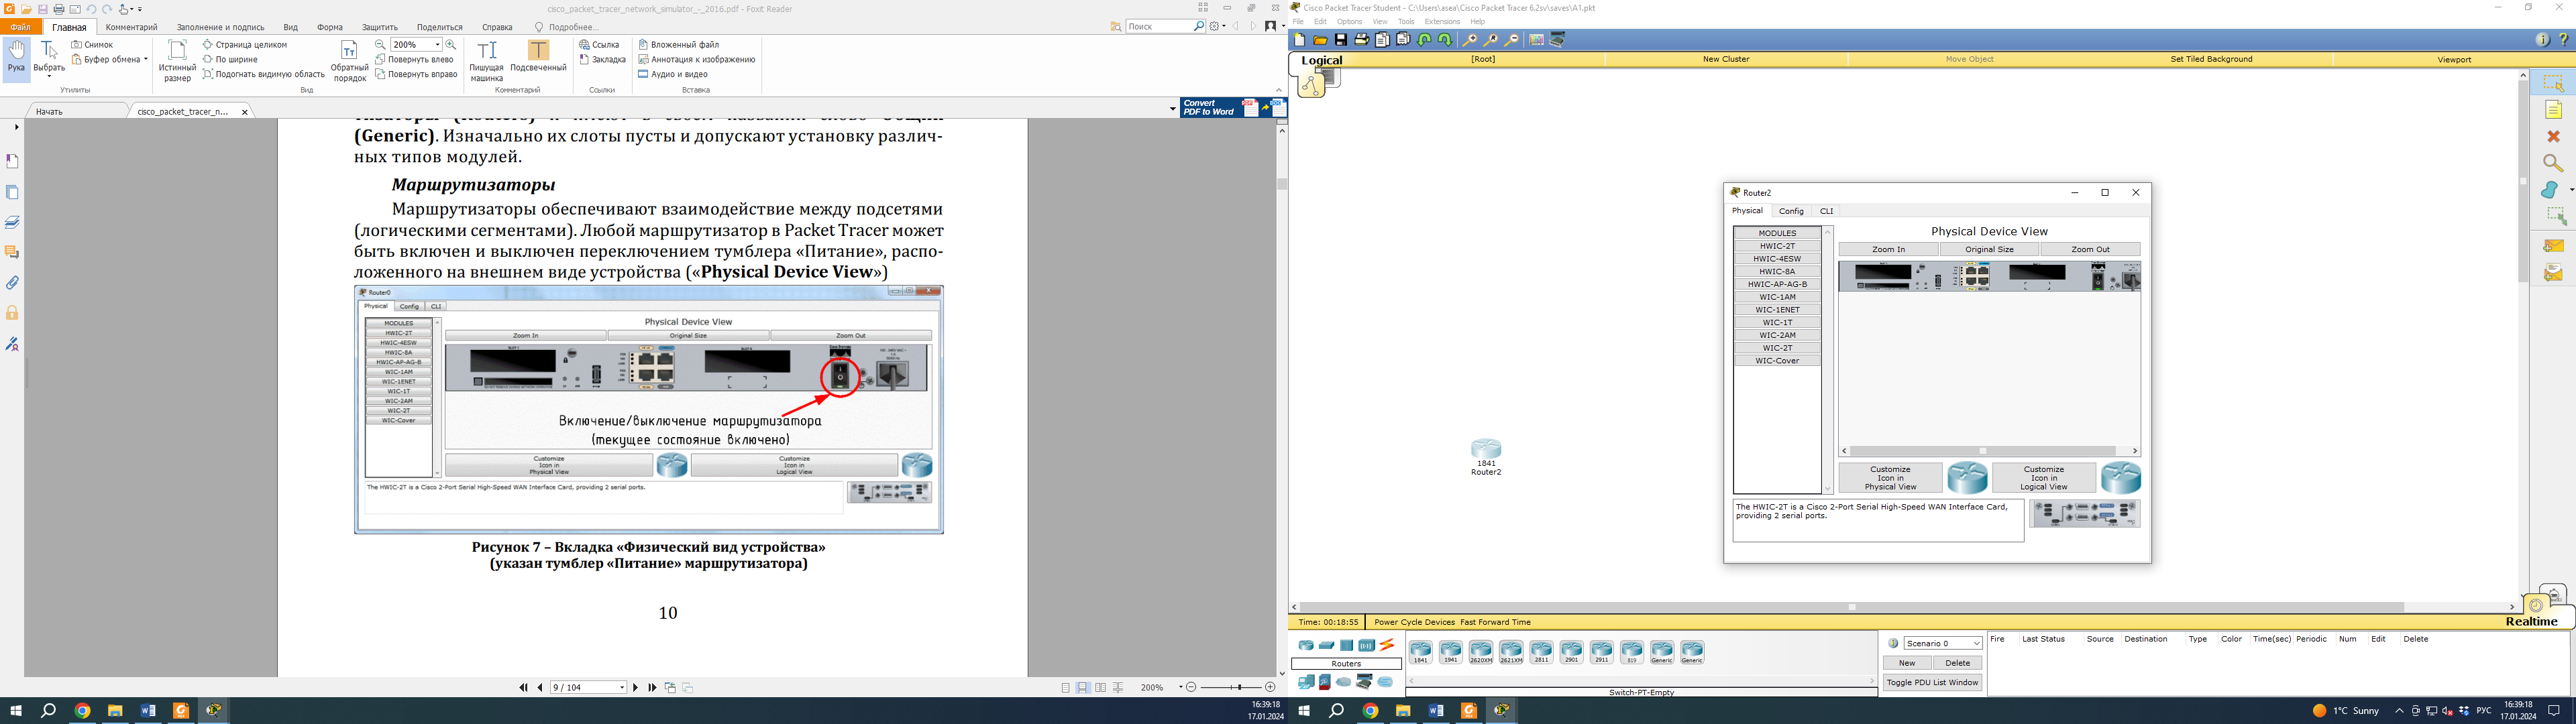 cisco_packet_tracer_network_simulator_-_2016.pdf - Foxit Reader
Файл Главная Комментарий Заполнение и подпись Вид Форма Защитить Поделиться Справка Подробнее...
Поиск
Рука
Выбрать
Снимок
Буфер обмена
Утилиты
Истинный размер
Страница целиком
По ширине
Подогнать видимую область
Обратный порядок
200%
Повернуть влево
Повернуть вправо
Вид
Пишущая машинка
Подсвеченный
Комментарий
Ссылка
Закладка
Ссылки
Вложенный файл
Аннотация к изображению
Аудио и видео
Вставка
Начать
cisco_packet_tracer_n...
Convert
PDF to Word
(Generic). Изначально их слоты пусты и допускают установку различ-
ных типов модулей.
Маршрутизаторы
Маршрутизаторы обеспечивают взаимодействие между подсетями
(логическими сегментами). Любой маршрутизатор в Packet Tracer может
быть включен и выключен переключением тумблера «Питание», распо-
ложенного на внешнем виде устройства («Physical Device View»)
Router0
Physical Config CLI
MODULES
HWIC-2T
HWIC-4ESW
HWIC-8A
HWIC-AP-AG-B
WIC-1AM
WIC-1ENET
WIC-1T
WIC-2AM
WIC-2T
WIC-Cover
Physical Device View
Zoom In Original Size Zoom Out
Включение/выключение маршрутизатора
(текущее состояние включено)
Customize
Icon in
Physical View
Customize
Icon in
Logical View
The HWIC-2T is a Cisco 2-Port Serial High-Speed WAN Interface Card, providing 2 serial ports.
Рисунок 7 – Вкладка «Физический вид устройства»
(указан тумблер «Питание» маршрутизатора)
10
9 / 104
200%
16:39:18
17.01.2024
Cisco Packet Tracer Student - C:\Users\asea\Cisco Packet Tracer 6.2sv\saves\A1.pkt
File Edit Options View Tools Extensions Help
Logical [Root] New Cluster Move Object Set Tiled Background Viewport
1841
Router2
Router2
Physical Config CLI
MODULES
HWIC-2T
HWIC-4ESW
HWIC-8A
HWIC-AP-AG-B
WIC-1AM
WIC-1ENET
WIC-1T
WIC-2AM
WIC-2T
WIC-Cover
Physical Device View
Zoom In Original Size Zoom Out
Customize
Icon in
Physical View
Customize
Icon in
Logical View
The HWIC-2T is a Cisco 2-Port Serial High-Speed WAN Interface Card,
providing 2 serial ports.
Time: 00:18:55 Power Cycle Devices Fast Forward Time
Realtime
Routers
1841 1941 2620XM 2621XM 2811 2901 2911 819 Generic Generic
Switch-PT-Empty
Scenario 0
New Delete
Toggle PDU List Window
Fire Last Status Source Destination Type Color Time(sec) Periodic Num Edit Delete
1°C Sunny
РУС
16:39:18
17.01.2024